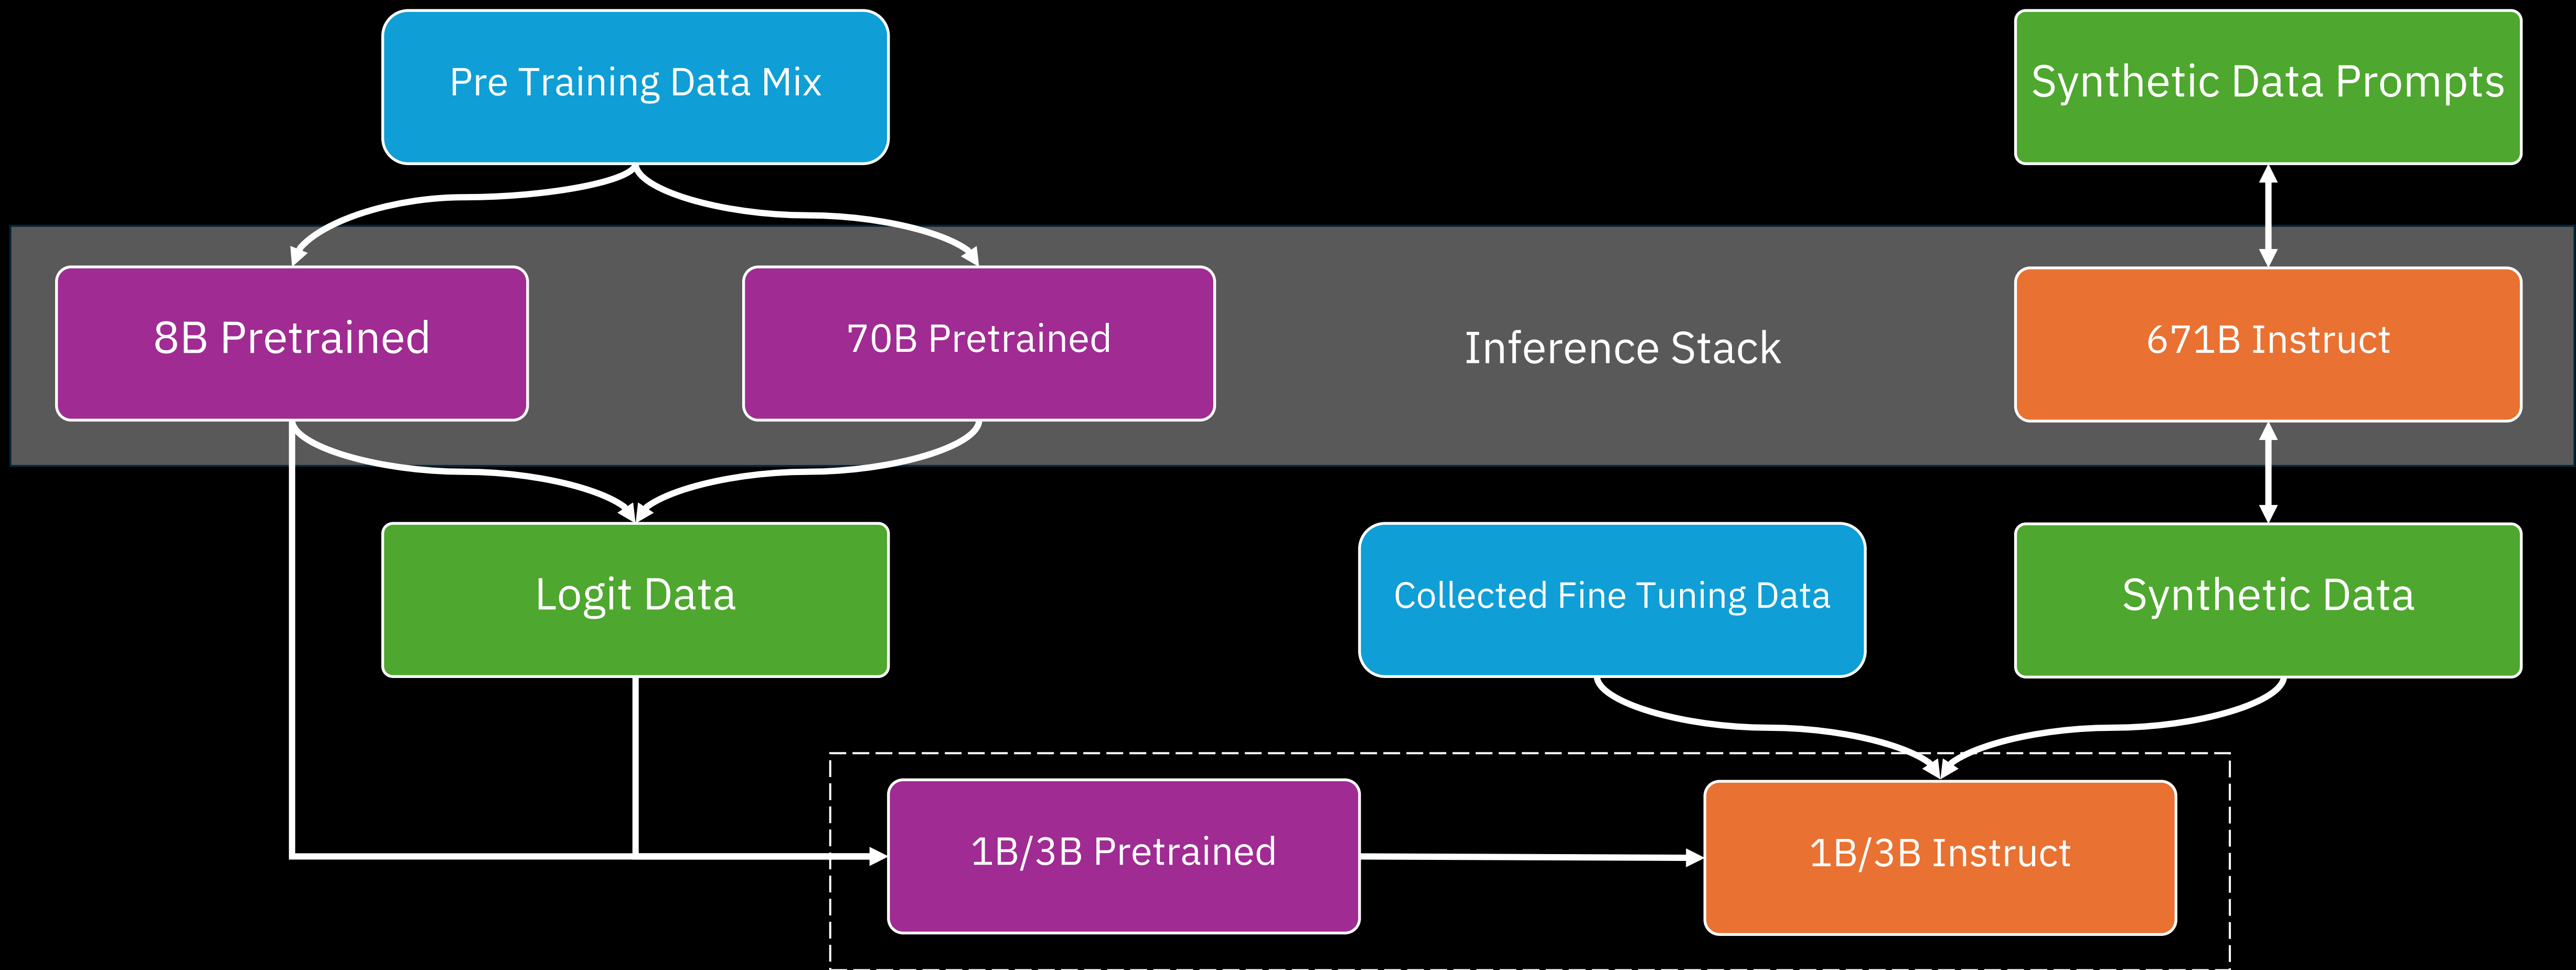 Pre Training Data Mix
Synthetic Data Prompts
8B Pretrained
70B Pretrained
Inference Stack
671B Instruct
Logit Data
Collected Fine Tuning Data
Synthetic Data
1B/3B Pretrained
1B/3B Instruct